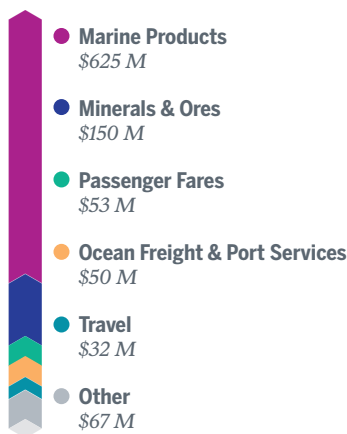 Marine Products
$625 M
Minerals & Ores
$150 M
Passenger Fares
$53 M
Ocean Freight & Port Services
$50 M
Travel
$32 M
Other
$67 M